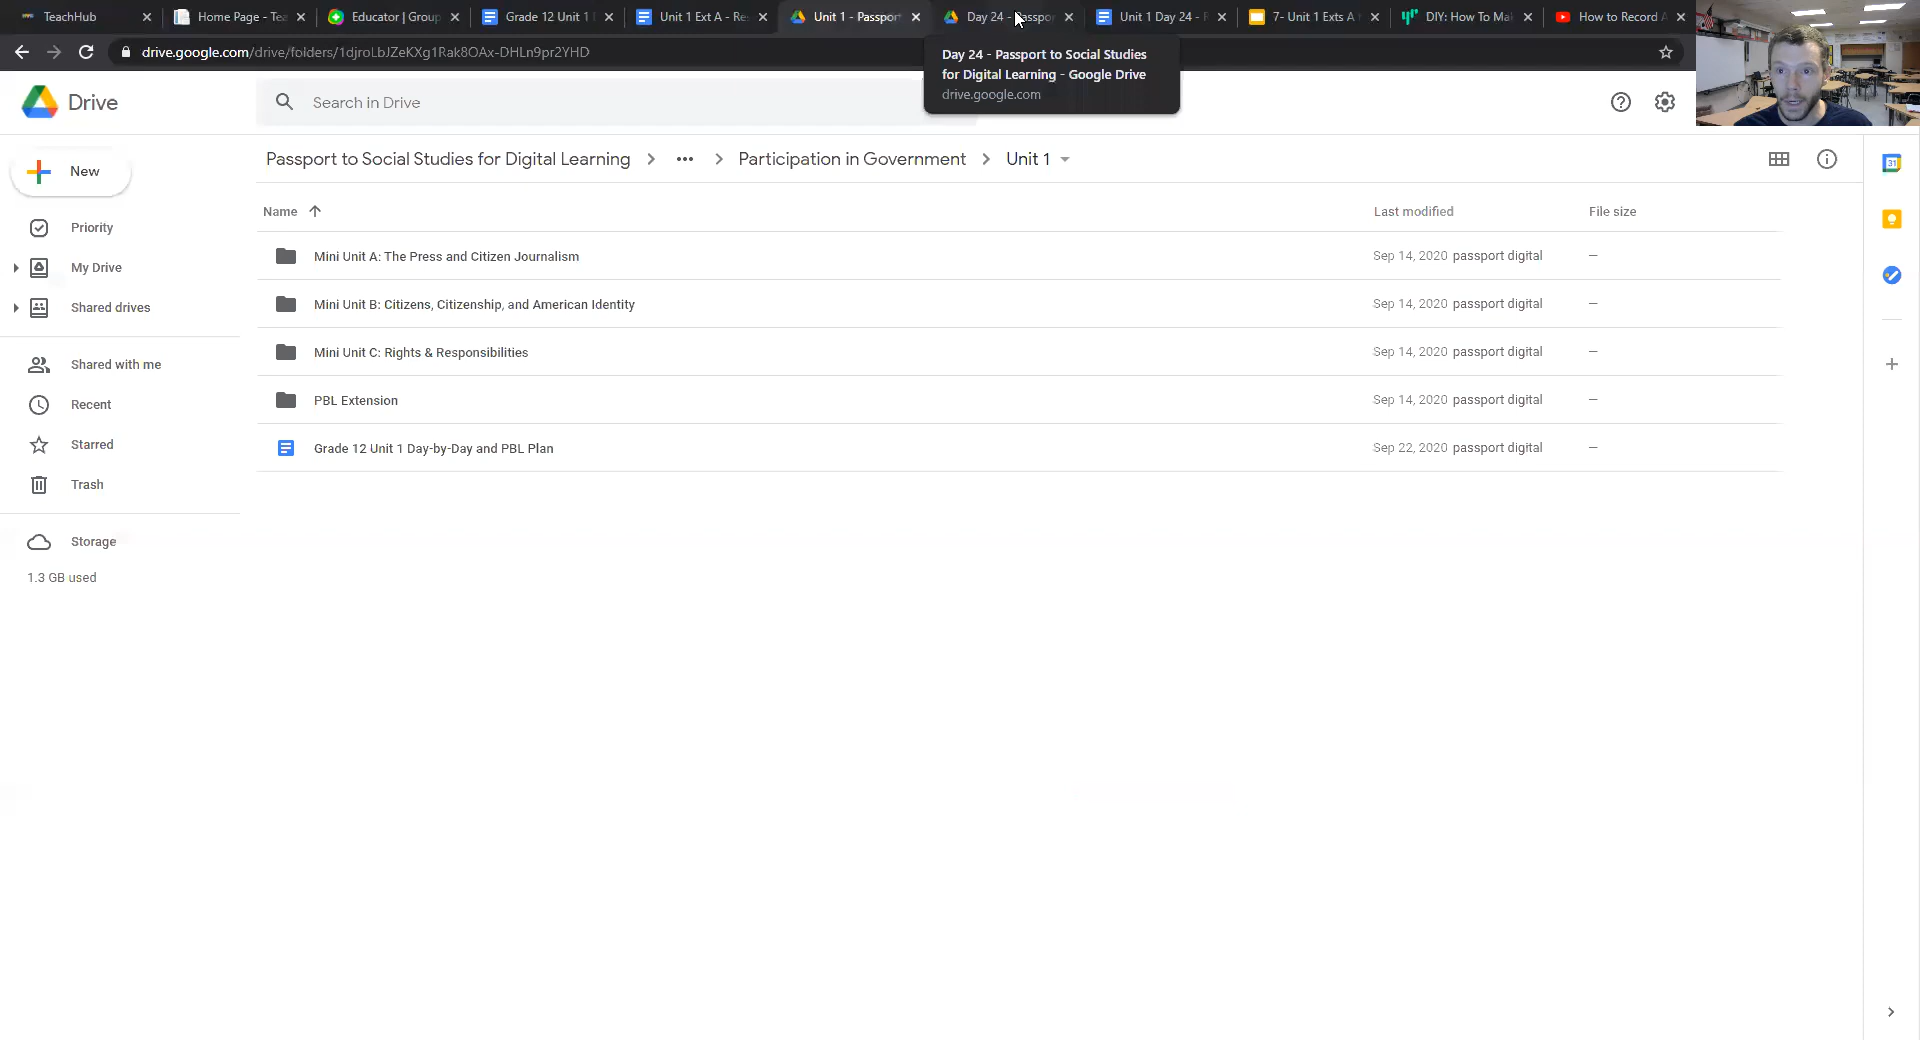 TeachHub
Home Page - Tea
Educator | Group
Grade 12 Unit 1
Unit 1 Ext A - Re
Unit 1 - Passport
Day 24 - Passpor
Unit 1 Day 24 - P
7- Unit 1 Exts A
DIY: How To Mak
How to Record A
drive.google.com/drive/folders/1djroLbJZeKXg1Rak8OAx-DHLn9pr2YHD
Day 24 - Passport to Social Studies
for Digital Learning - Google Drive
drive.google.com
Drive
Search in Drive
New
Priority
My Drive
Shared drives
Shared with me
Recent
Starred
Trash
Storage
1.3 GB used
Passport to Social Studies for Digital Learning > ••• > Participation in Government > Unit 1
Name Last modified File size
Mini Unit A: The Press and Citizen Journalism Sep 14, 2020 passport digital —
Mini Unit B: Citizens, Citizenship, and American Identity Sep 14, 2020 passport digital —
Mini Unit C: Rights & Responsibilities Sep 14, 2020 passport digital —
PBL Extension Sep 14, 2020 passport digital —
Grade 12 Unit 1 Day-by-Day and PBL Plan Sep 22, 2020 passport digital —
31